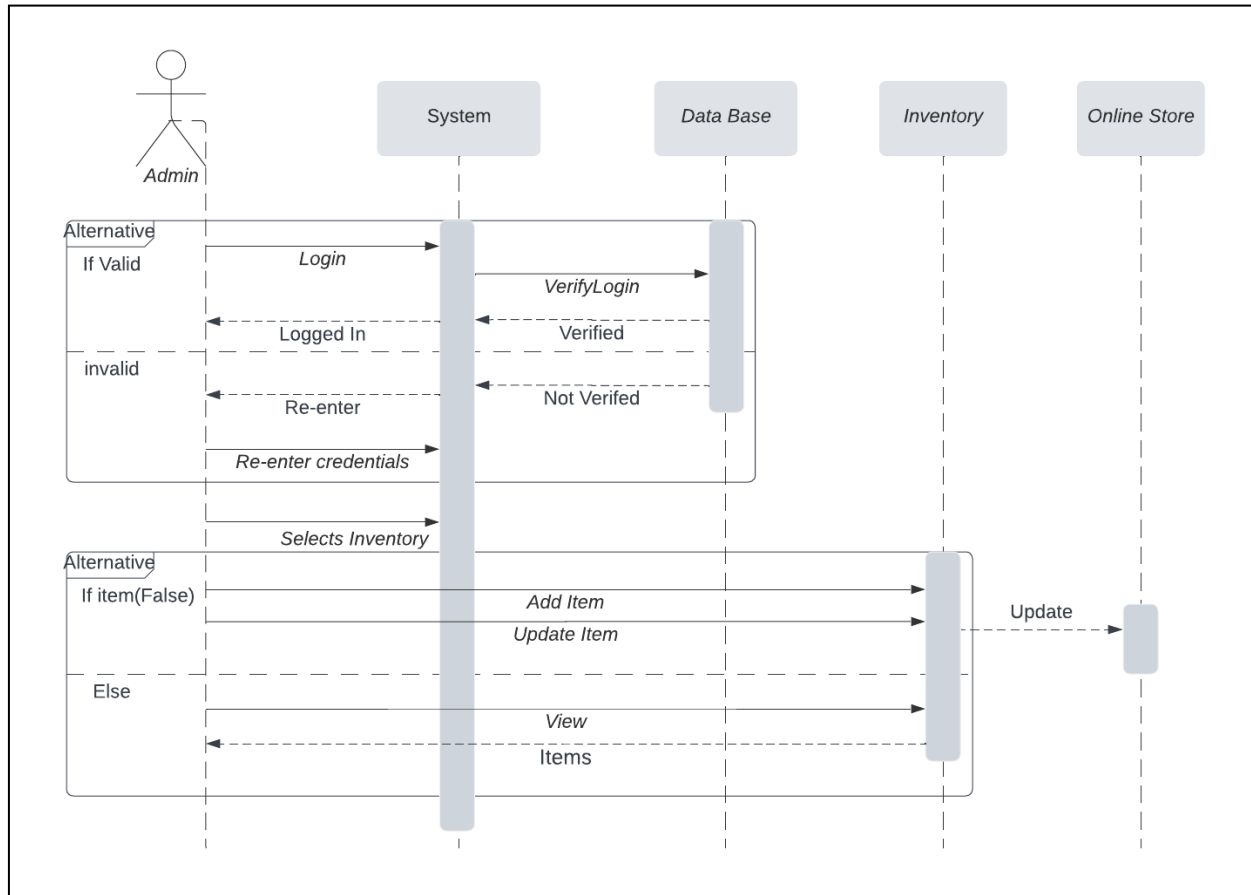 System
Data Base
Inventory
Online Store
Admin
Alternative
If Valid
Login
VerifyLogin
Logged In
Verified
invalid
Not Verifed
Re-enter
Re-enter credentials
Selects Inventory
Alternative
If item(False)
Add Item
Update Item
Update
Else
View
Items